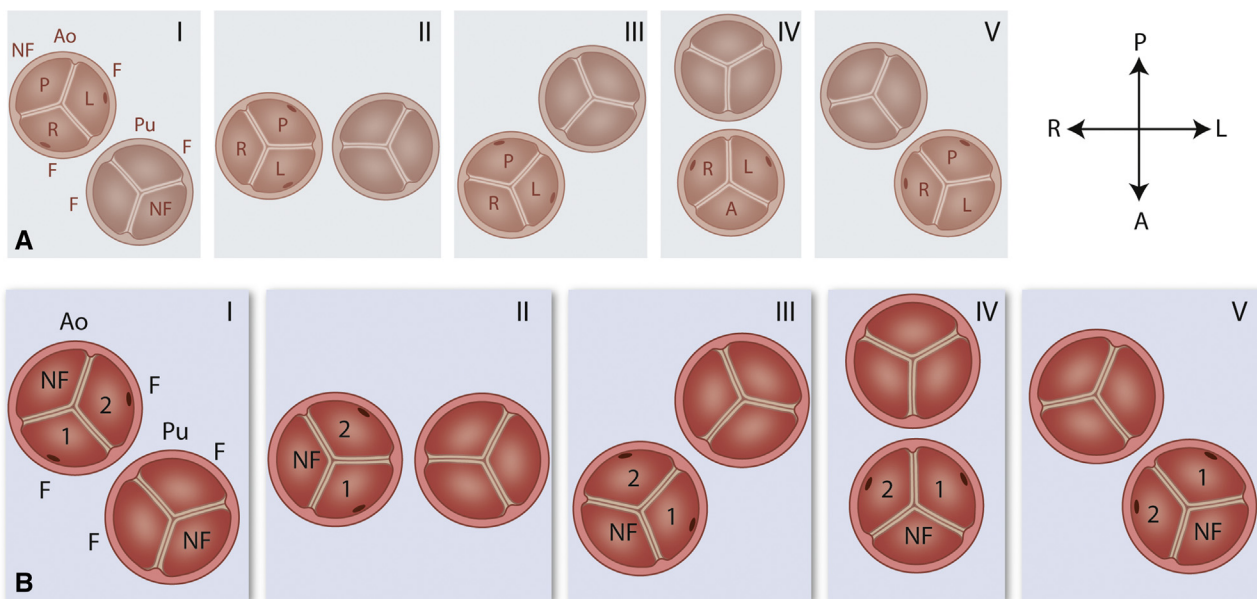 I II III IV V
NF Ao F
P L R
F Pu F
F NF
P R L
P L R
R L A
P R L
P
R L
A
A
I II III IV V
Ao
NF 2 F
1
F Pu F
F NF
2 NF 1
2 1 NF
2 1 NF
1 2 NF
B